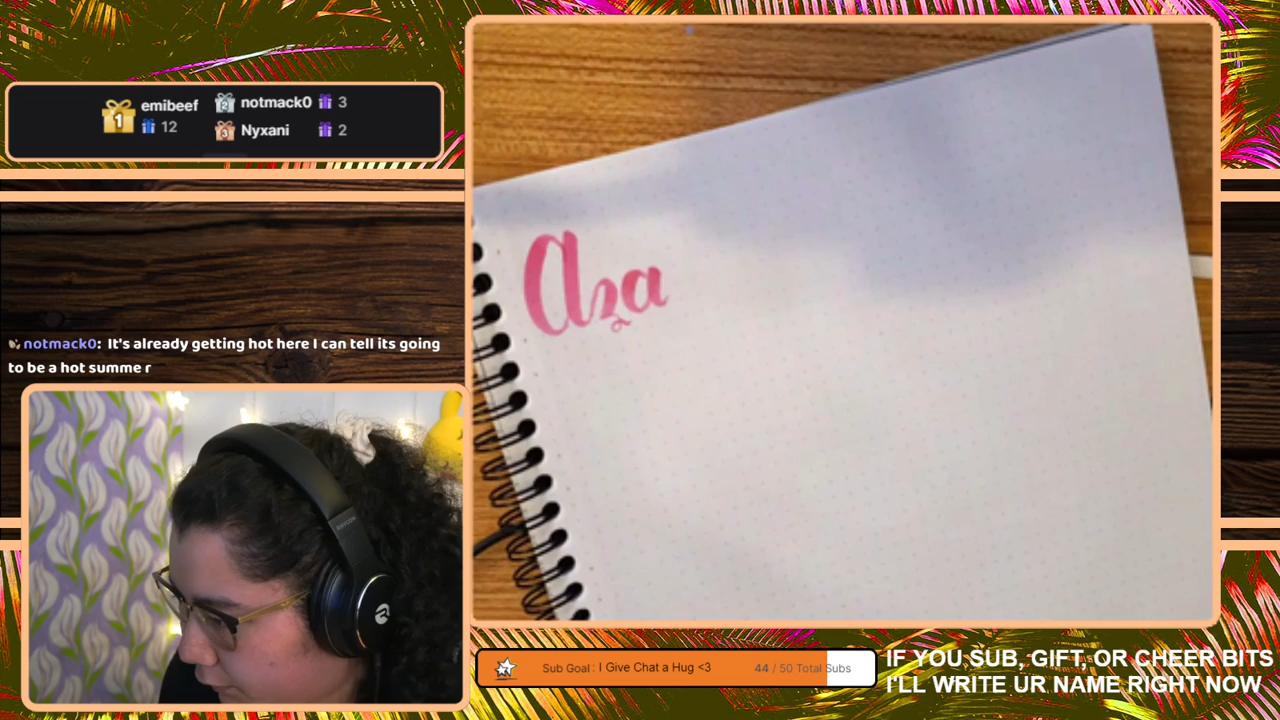 emibeef
12
notmack0 3
Nyxani 2
notmack0: It's already getting hot here I can tell its going
to be a hot summe r
Aza
Sub Goal : I Give Chat a Hug <3 44 / 50 Total Subs
IF YOU SUB, GIFT OR CHEER BITS
I'LL WRITE UR NAME RIGHT NOW